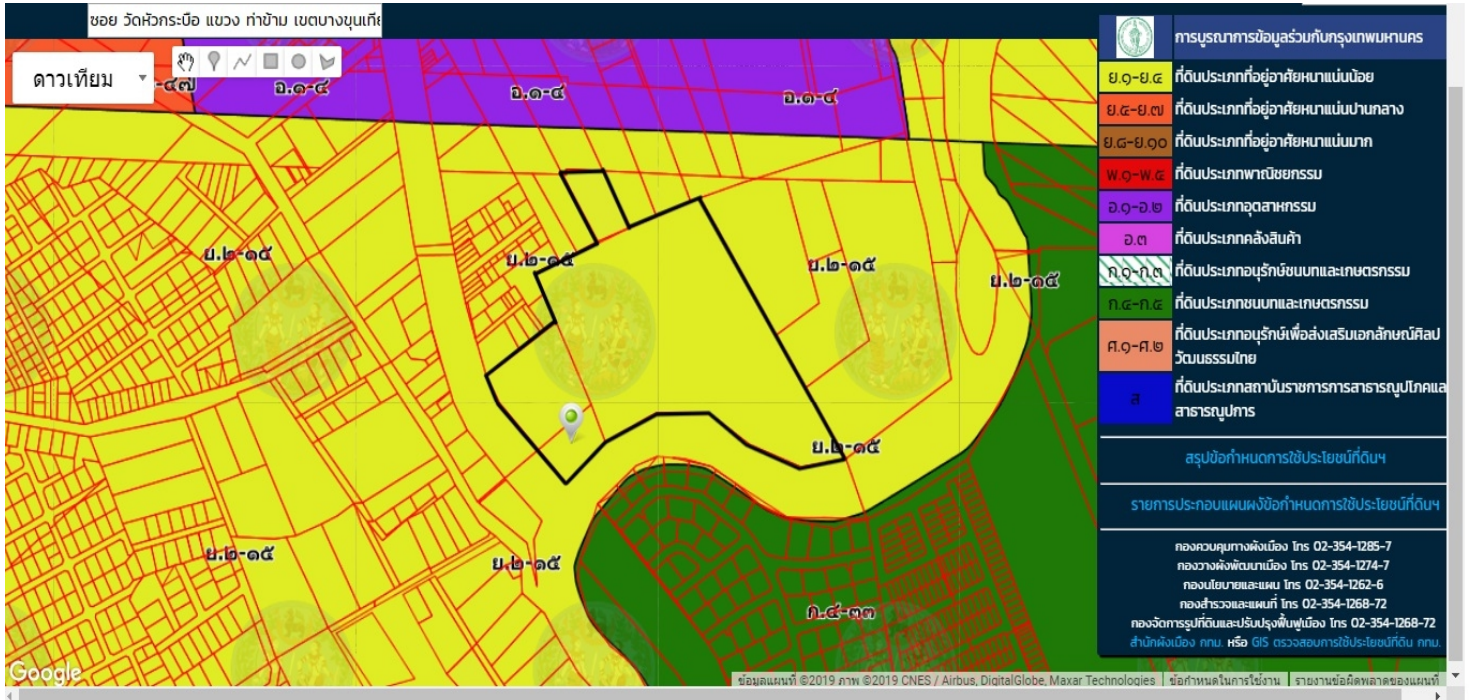 ซอย วัดหัวกระบือ แขวง ท่าข้าม เขตบางขุนเทีย
ดาวเทียม
-๔๗
อ.๑-๔
อ.๑-๔
อ.๑-๔
ย.๒-๑๕
ย.๒-๑๕
ย.๒-๑๕
ย.๒-๑๕
ย.๒-๑๕
ย.๒-๑๕
ย.๒-๑๕
ก.๔-๓๓
Google
การบูรณาการข้อมูลร่วมกับกรุงเทพมหานคร
ย.๑-ย.๔ ที่ดินประเภทที่อยู่อาศัยหนาแน่นน้อย
ย.๕-ย.๗ ที่ดินประเภทที่อยู่อาศัยหนาแน่นปานกลาง
ย.๘-ย.๑๐ ที่ดินประเภทที่อยู่อาศัยหนาแน่นมาก
พ.๑-พ.๕ ที่ดินประเภทพาณิชยกรรม
อ.๑-อ.๒ ที่ดินประเภทอุตสาหกรรม
อ.๓ ที่ดินประเภทคลังสินค้า
ก.๑-ก.๓ ที่ดินประเภทอนุรักษ์ชนบทและเกษตรกรรม
ก.๔-ก.๕ ที่ดินประเภทชนบทและเกษตรกรรม
ศ.๑-ศ.๒ ที่ดินประเภทอนุรักษ์เพื่อส่งเสริมเอกลักษณ์ศิลป
วัฒนธรรมไทย
ส ที่ดินประเภทสถาบันราชการการสาธารณูปโภคและ
สาธารณูปการ
สรุปข้อกำหนดการใช้ประโยชน์ที่ดินฯ
รายการประกอบแผนผังข้อกำหนดการใช้ประโยชน์ที่ดินฯ
กองควบคุมทางผังเมือง โทร 02-354-1285-7
กองวางผังพัฒนาเมือง โทร 02-354-1274-7
กองนโยบายและแผน โทร 02-354-1262-6
กองสำรวจและแผนที่ โทร 02-354-1268-72
กองจัดการรูปที่ดินและปรับปรุงฟื้นฟูเมือง โทร 02-354-1268-72
สำนักผังเมือง กทม. หรือ GIS ตรวจสอบการใช้ประโยชน์ที่ดิน กทม.
ข้อมูลแผนที่ ©2019 ภาพ ©2019 CNES / Airbus, DigitalGlobe, Maxar Technologies ข้อกำหนดในการใช้งาน รายงานข้อผิดพลาดของแผนที่